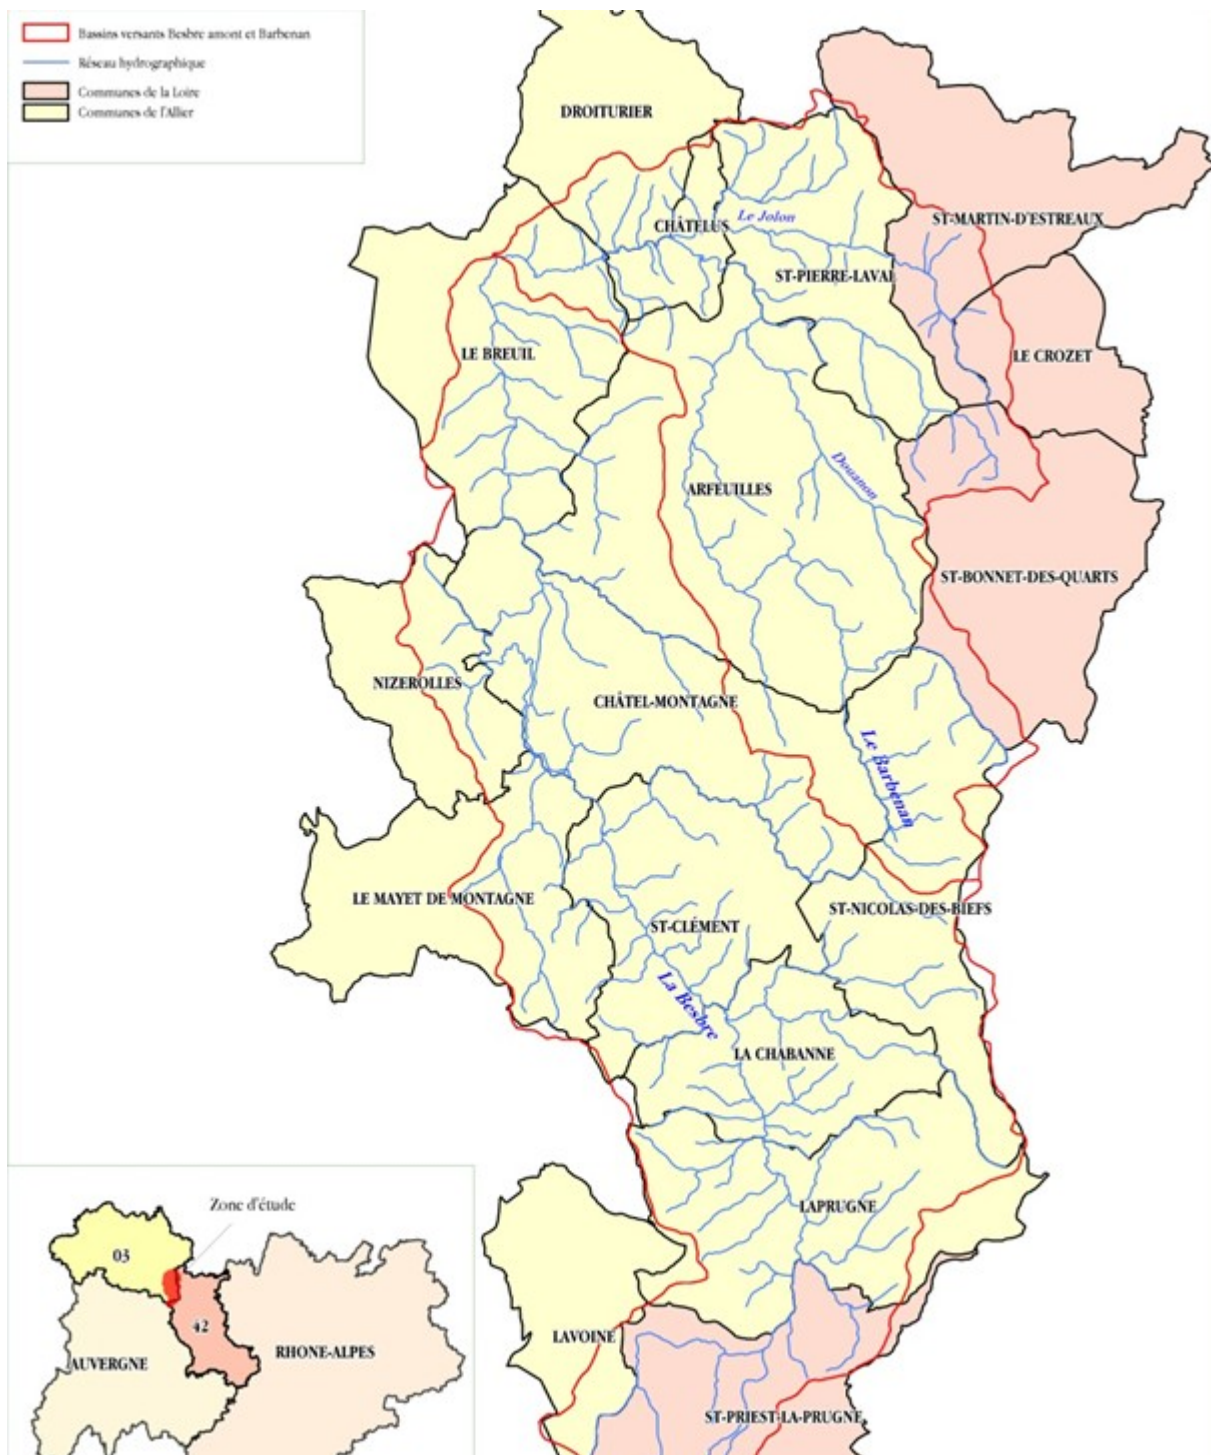 Bassins versants Besbre amont et Barbenan
Réseau hydrographique
Communes de la Loire
Communes de l'Allier
DROITURIER
ST-MARTIN-D'ESTREAUX
CHÂTELUS
Le Jolon
ST-PIERRE-LAVAL
LE BREUIL
LE CROZET
Douanon
ARFEUILLES
ST-BONNET-DES-QUARTS
NIZEROLLES
CHÂTEL-MONTAGNE
Le Barbenan
LE MAYET DE MONTAGNE
ST-CLÉMENT
ST-NICOLAS-DES-BIEFS
La Besbre
LA CHABANNE
LAPRUGNE
LAVOINE
ST-PRIEST-LA-PRUGNE
Zone d'étude
03
42
AUVERGNE
RHONE-ALPES